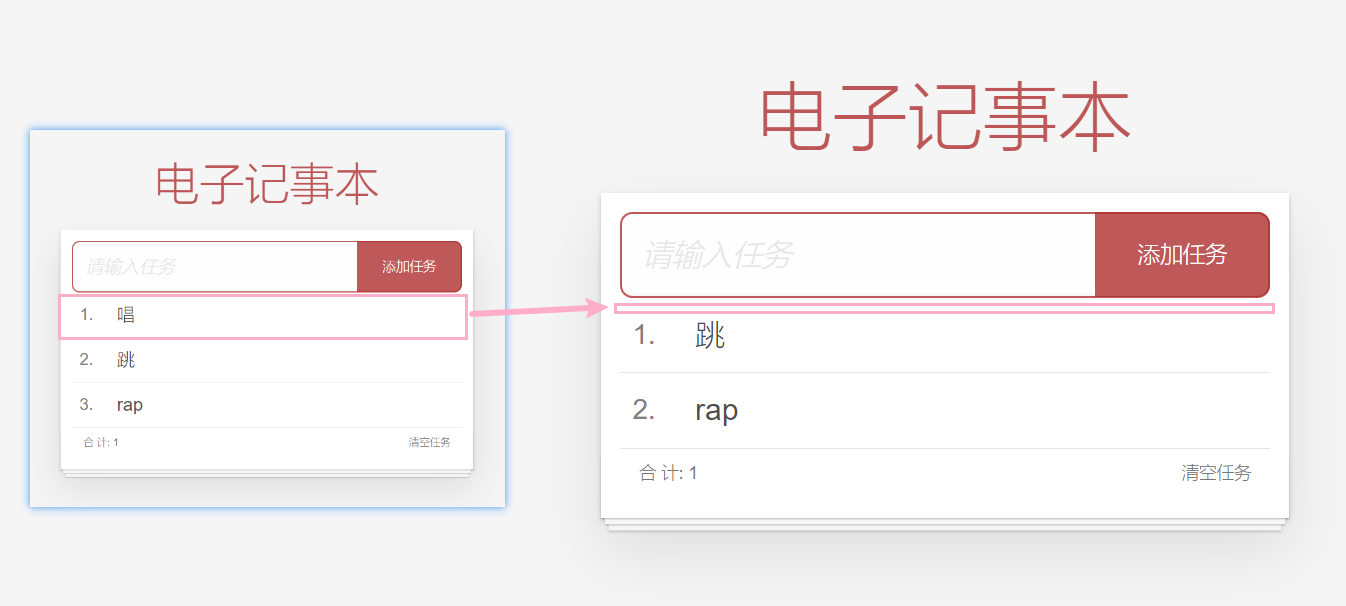 电子记事本
请输入任务 添加任务
1. 唱
2. 跳
3. rap
合 计: 1 清空任务
电子记事本
请输入任务 添加任务
1. 跳
2. rap
合 计: 1 清空任务